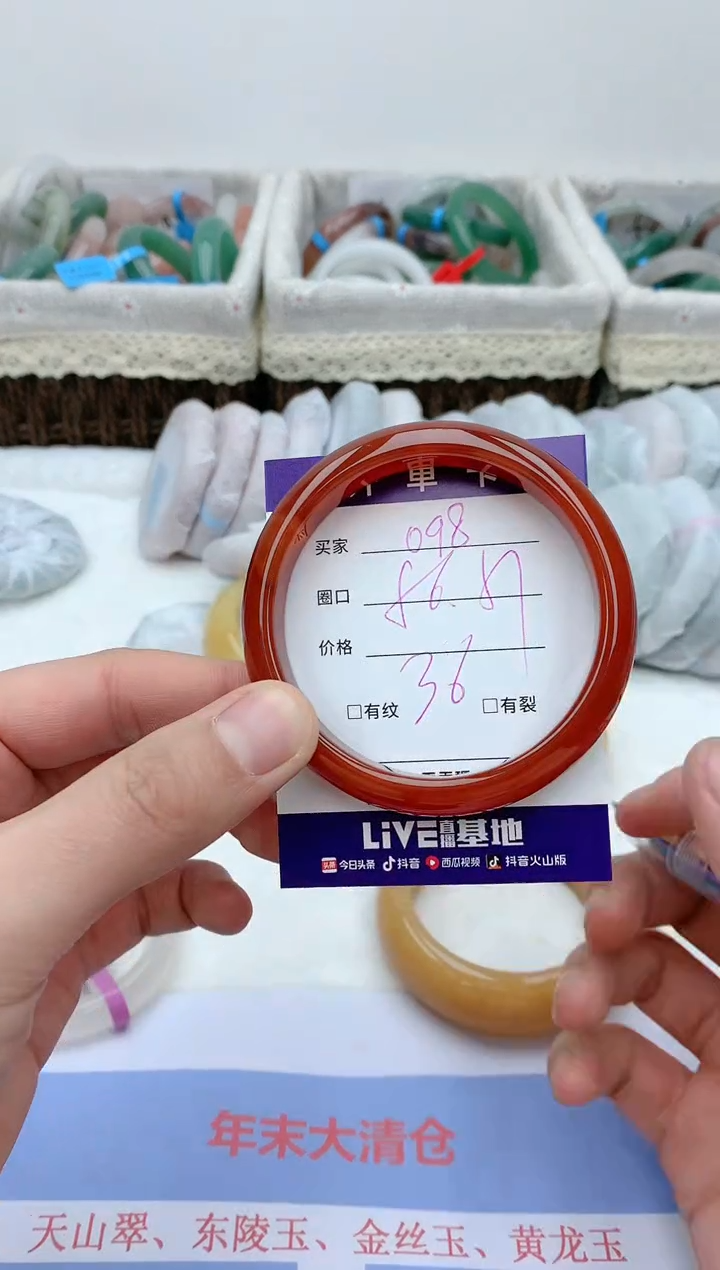 买家 098
圈口 56.57
价格 36
□有纹 □有裂
LiVE直播基地
头条 今日头条 抖音 西瓜视频 抖音火山版
年末大清仓
天山翠、东陵玉、金丝玉、黄龙玉